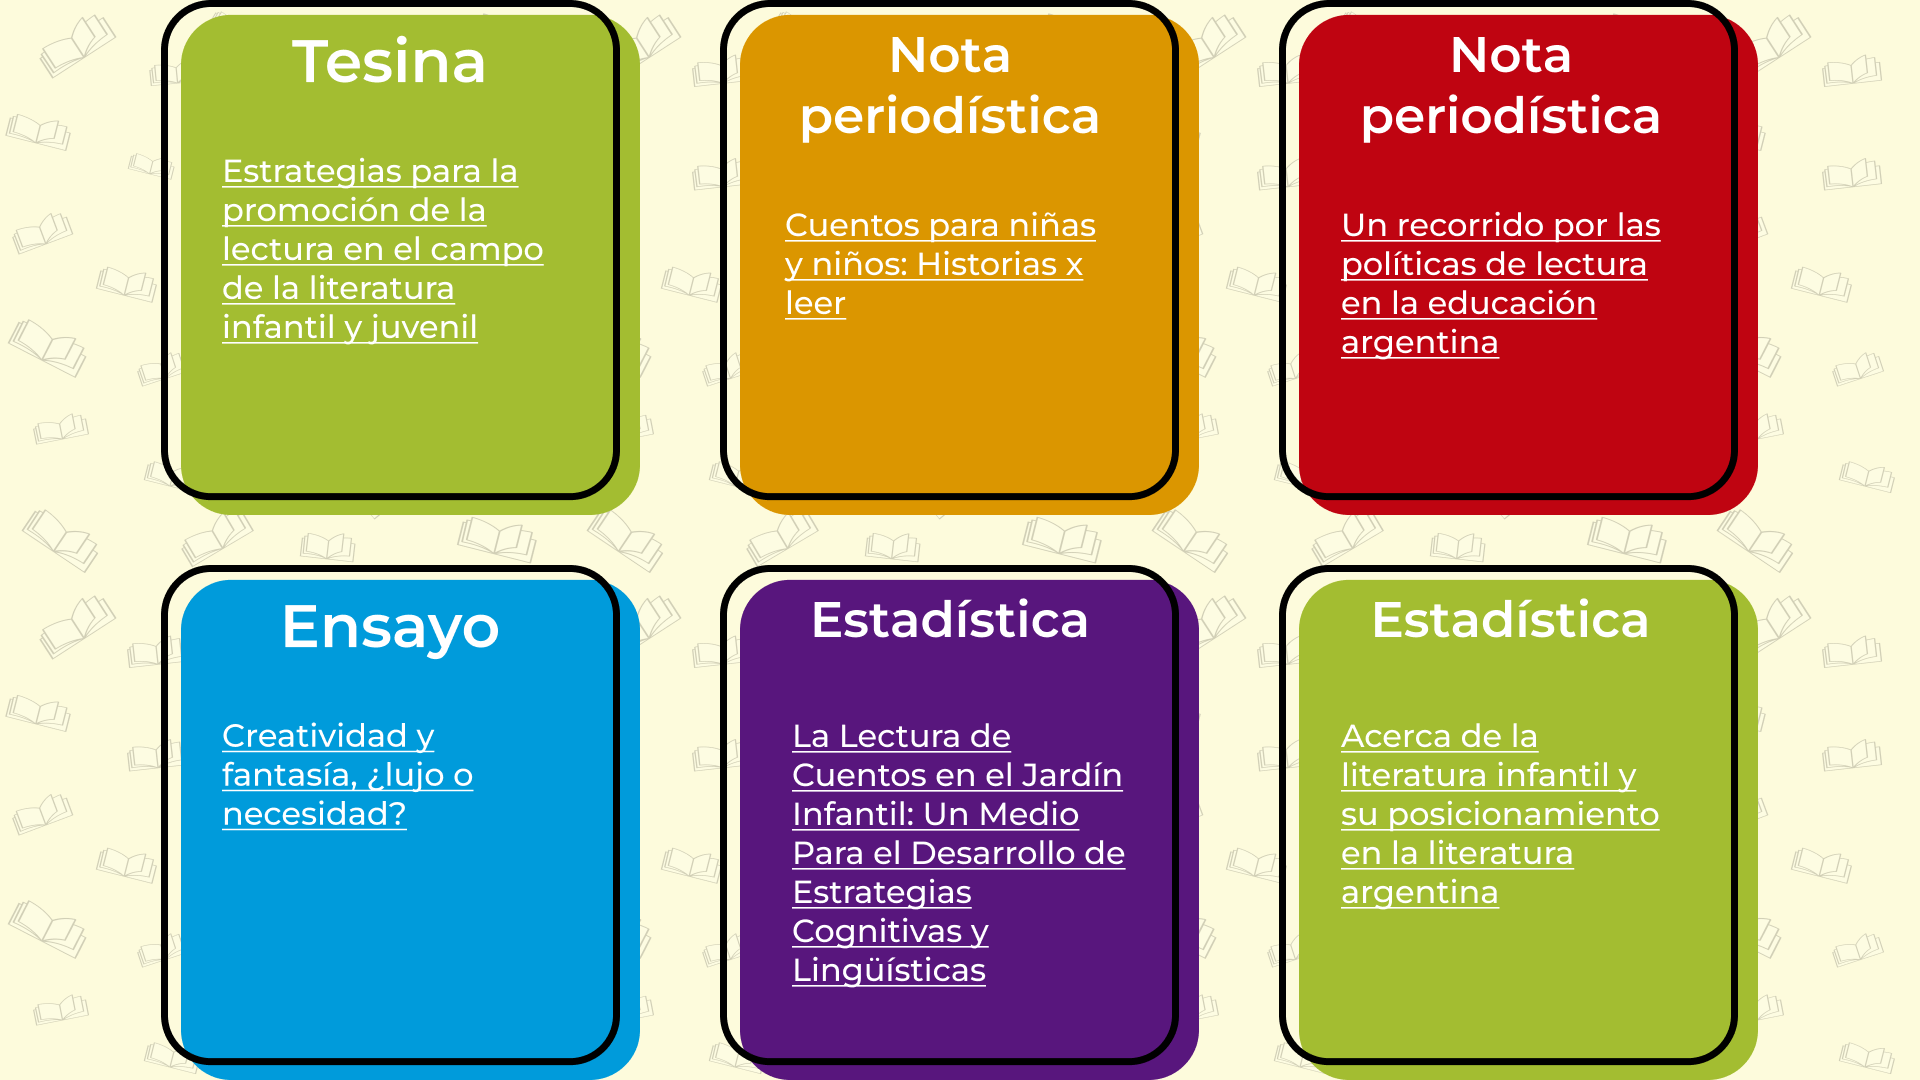 Tesina
Estrategias para la
promoción de la
lectura en el campo
de la literatura
infantil y juvenil
Nota
periodística
Cuentos para niñas
y niños: Historias x
leer
Nota
periodística
Un recorrido por las
políticas de lectura
en la educación
argentina
Ensayo
Creatividad y
fantasía, ¿lujo o
necesidad?
Estadística
La Lectura de
Cuentos en el Jardín
Infantil: Un Medio
Para el Desarrollo de
Estrategias
Cognitivas y
Lingüísticas
Estadística
Acerca de la
literatura infantil y
su posicionamiento
en la literatura
argentina